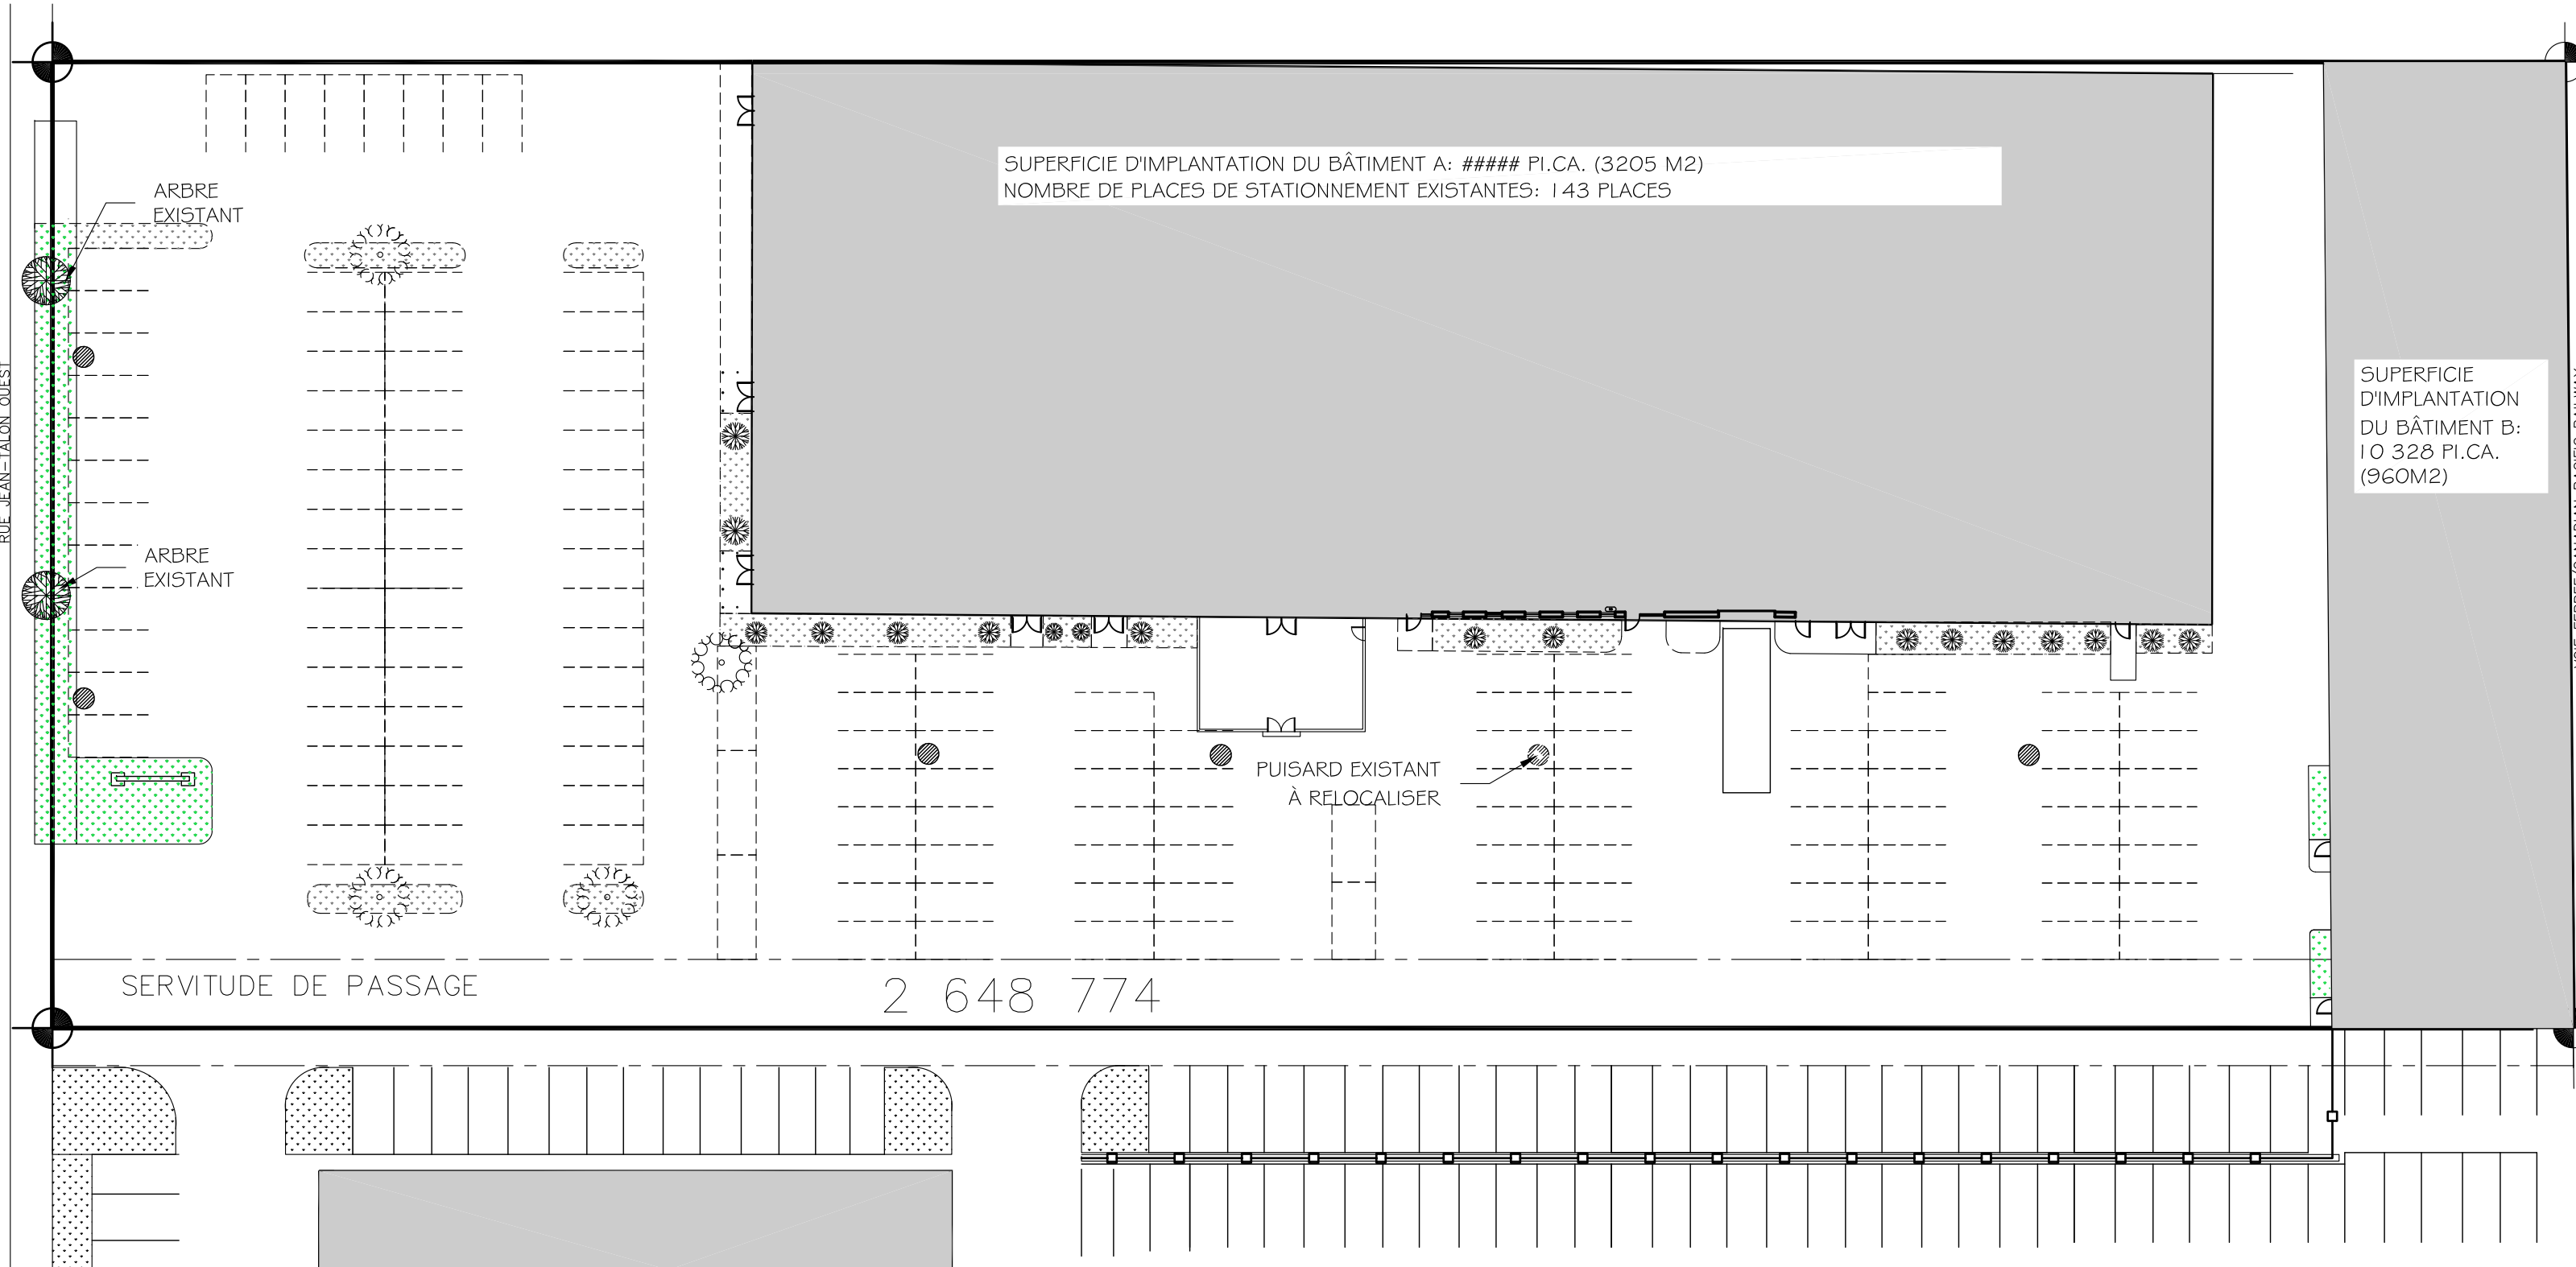 SUPERFICIE D'IMPLANTATION DU BÂTIMENT A: ##### PI.CA. (3205 M2)
NOMBRE DE PLACES DE STATIONNEMENT EXISTANTES: 143 PLACES
ARBRE
EXISTANT
RUE JEAN-TALON OUEST
ARBRE
EXISTANT
SUPERFICIE
D'IMPLANTATION
DU BÂTIMENT B:
10 328 PI.CA.
(960M2)
PUISARD EXISTANT
À RELOCALISER
SERVITUDE DE PASSAGE
2 648 774